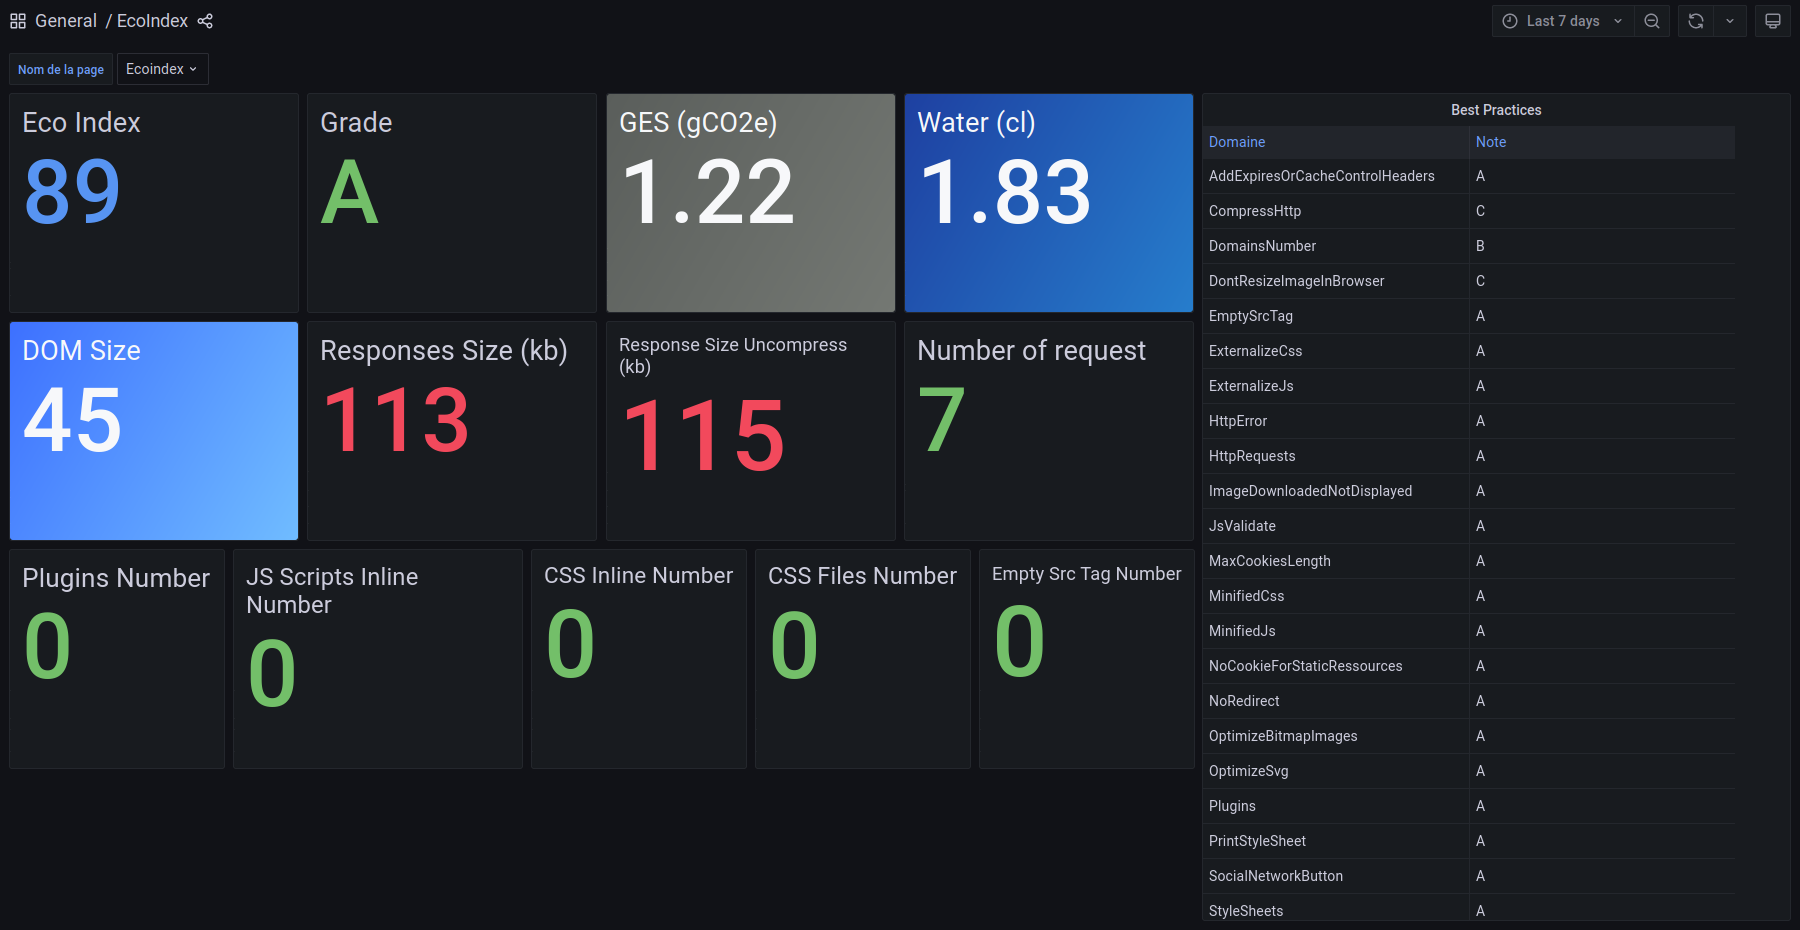 General / EcoIndex
Last 7 days
Nom de la page
Ecoindex
Eco Index
89
Grade
A
GES (gCO2e)
1.22
Water (cl)
1.83
DOM Size
45
Responses Size (kb)
113
Response Size Uncompress
(kb)
115
Number of request
7
Plugins Number
0
JS Scripts Inline
Number
0
CSS Inline Number
0
CSS Files Number
0
Empty Src Tag Number
0
Best Practices
Domaine Note
AddExpiresOrCacheControlHeaders A
CompressHttp C
DomainsNumber B
DontResizeImageInBrowser C
EmptySrcTag A
ExternalizeCss A
ExternalizeJs A
HttpError A
HttpRequests A
ImageDownloadedNotDisplayed A
JsValidate A
MaxCookiesLength A
MinifiedCss A
MinifiedJs A
NoCookieForStaticRessources A
NoRedirect A
OptimizeBitmapImages A
OptimizeSvg A
Plugins A
PrintStyleSheet A
SocialNetworkButton A
StyleSheets A